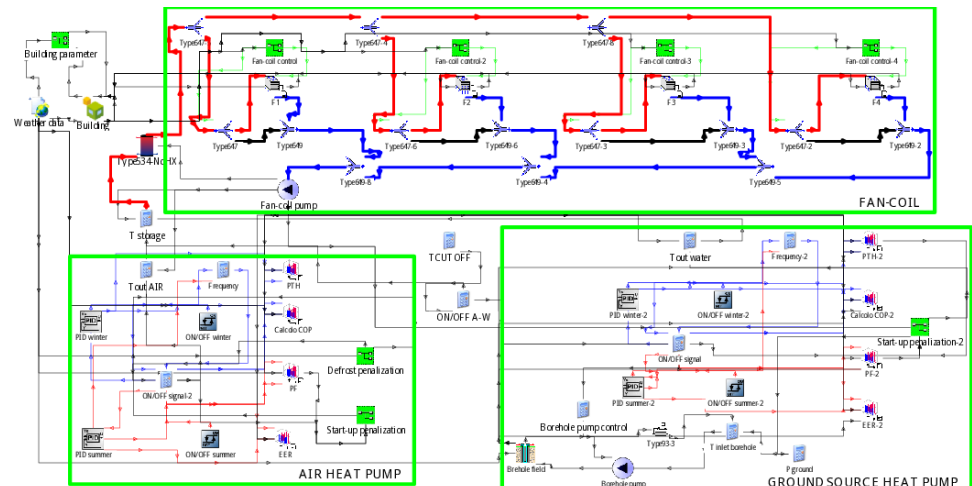 Type647-7
Type647-4
Type647-8
Building parameter
Fan-coil control
Fan-coil control-2
Fan-coil control-3
Fan-coil control-4
F1
F2
F3
F4
Weather data
Building
Type647
Type649
Type647-6
Type649-6
Type647-3
Type649-3
Type647-2
Type649-2
Type534-NoHX
Type649-8
Type649-4
Type649-5
Fan-coil pump
FAN-COIL
T storage
TCUT OFF
T out water
Frequency-2
PTH-2
Tout AIR
Frequency
PTH
ON/OFF A-W
PID winter-2
ON/OFF winter-2
Calcolo COP-2
PID winter
ON/OFF winter
Calcolo COP
Start-up penalization-2
ON/OFF signal
Defrost penalization
PF-2
ON/OFF signal-2
PF
PID summer-2
ON/OFF summer-2
Start-up penalization
Borehole pump control
EER-2
PID summer
ON/OFF summer
EER
Type93-3
T inlet borehole
Brehole field
P ground
Borehole pump
AIR HEAT PUMP
GROUND SOURCE HEAT PUMP